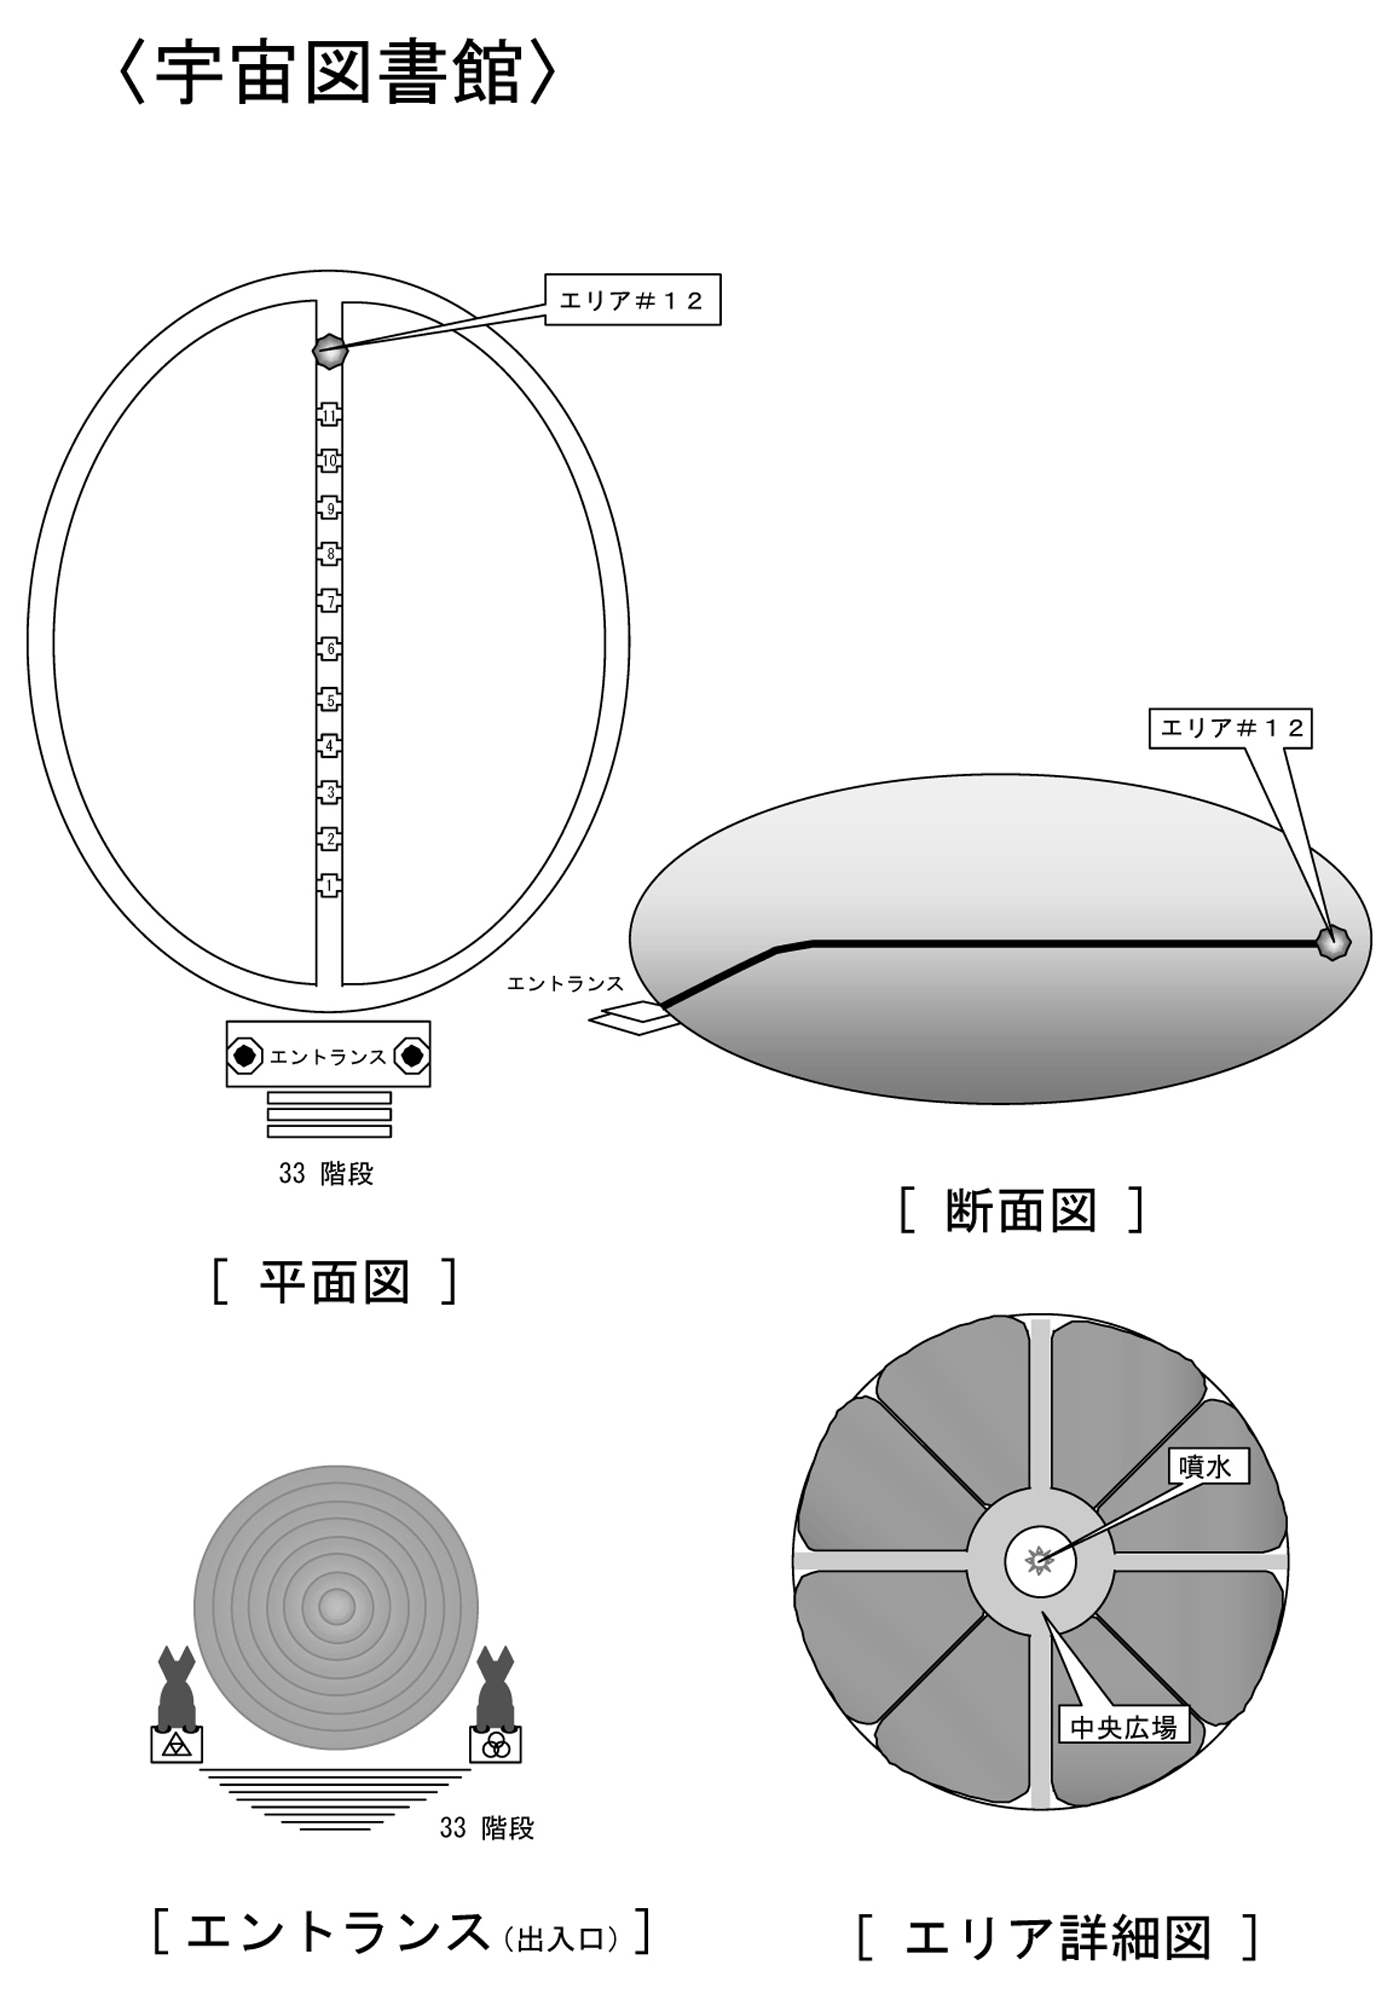 〈宇宙図書館〉
エリア＃１２
11
10
9
8
7
6
5
4
3
2
1
エントランス
33 階段
[ 平面図 ]
エリア＃１２
エントランス
[ 断面図 ]
33 階段
[ エントランス（出入口） ]
噴水
中央広場
[ エリア詳細図 ]